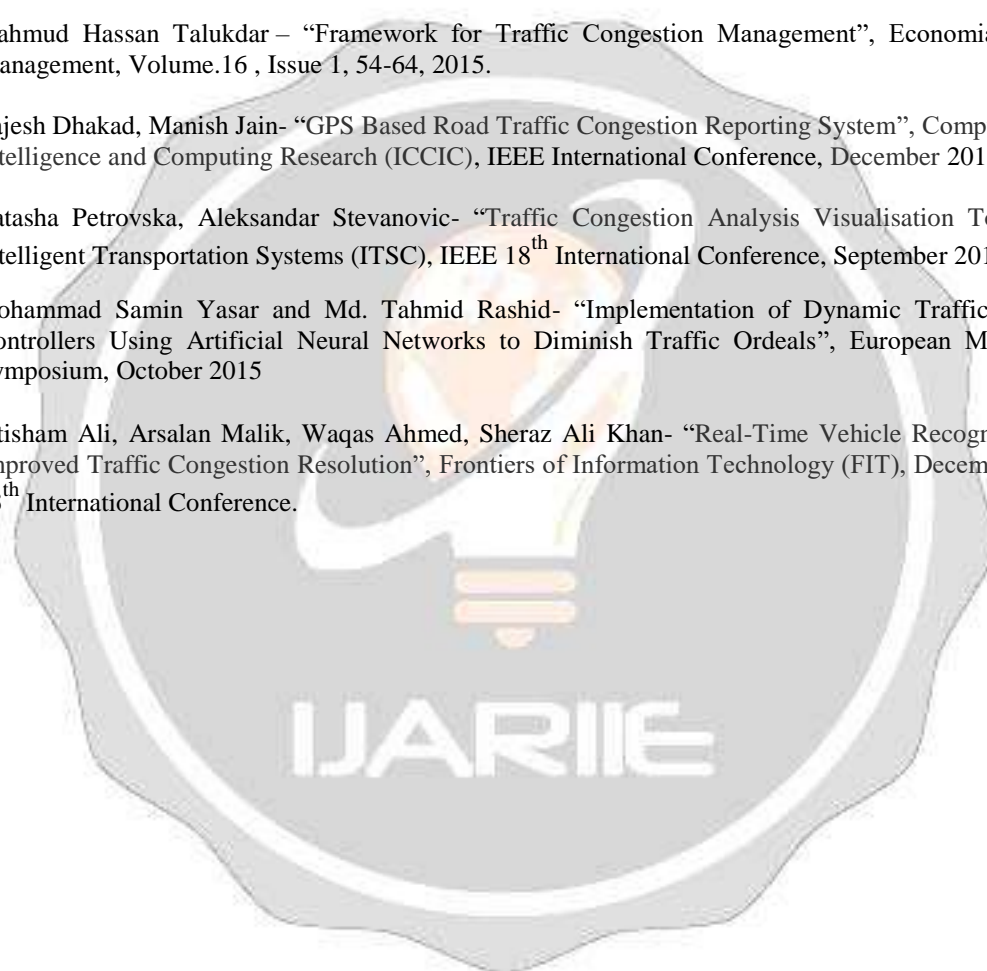 ahmud Hassan Talukdar – “Framework for Traffic Congestion Management”, Economia
anagement, Volume.16 , Issue 1, 54-64, 2015.
ajesh Dhakad, Manish Jain- “GPS Based Road Traffic Congestion Reporting System”, Comp
telligence and Computing Research (ICCIC), IEEE International Conference, December 201
atasha Petrovska, Aleksandar Stevanovic- “Traffic Congestion Analysis Visualisation To
telligent Transportation Systems (ITSC), IEEE 18th International Conference, September 201
ohammad Samin Yasar and Md. Tahmid Rashid- “Implementation of Dynamic Traffic
ontrollers Using Artificial Neural Networks to Diminish Traffic Ordeals”, European M
ymposium, October 2015
tisham Ali, Arsalan Malik, Waqas Ahmed, Sheraz Ali Khan- “Real-Time Vehicle Recogn
mproved Traffic Congestion Resolution”, Frontiers of Information Technology (FIT), Decem
th International Conference.
IJARIIE